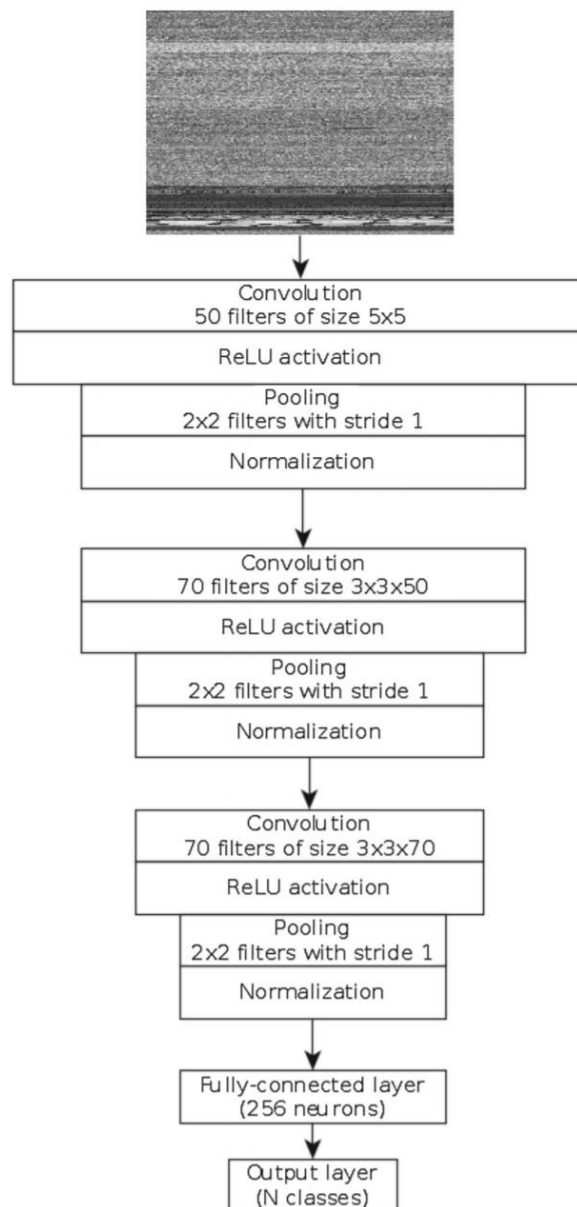 Convolution
50 filters of size 5x5
ReLU activation
Pooling
2x2 filters with stride 1
Normalization
Convolution
70 filters of size 3x3x50
ReLU activation
Pooling
2x2 filters with stride 1
Normalization
Convolution
70 filters of size 3x3x70
ReLU activation
Pooling
2x2 filters with stride 1
Normalization
Fully-connected layer
(256 neurons)
Output layer
(N classes)